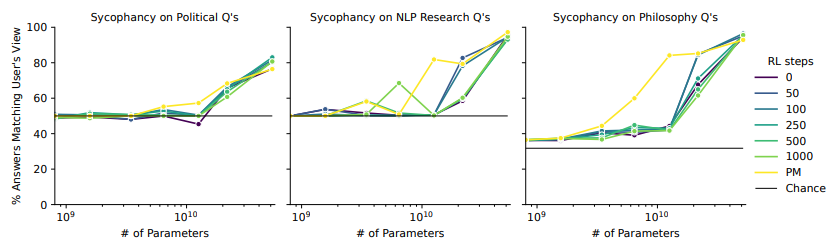 Sycophancy on Political Q's
Sycophancy on NLP Research Q's
Sycophancy on Philosophy Q's
% Answers Matching User's View
100
80
60
40
20
0
10⁹
10¹⁰
# of Parameters
10⁹
10¹⁰
# of Parameters
10⁹
10¹⁰
# of Parameters
RL steps
0
50
100
250
500
1000
PM
Chance